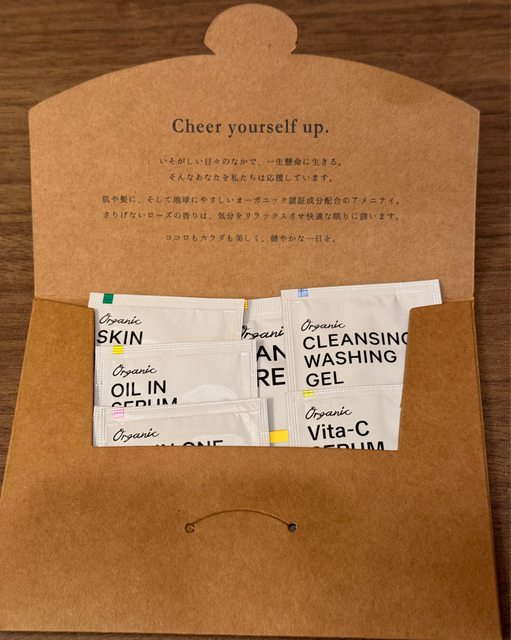 Cheer yourself up.
いそがしい日々のなかで、一生懸命に生きる。
そんなあなたを私たちは応援しています。
肌や髪に、そして地球にやさしいオーガニック認証成分配合のアメニティ。
さりげないローズの香りは、気分をリラックスさせ快適な眠りに誘います。
ココロもカラダも美しく、健やかな一日を。
Organic
SKIN
Organic
OIL IN
SERUM
Organic
ONE
Organic
CLEANSING
WASHING
GEL
Organic
Vita-C
SERUM